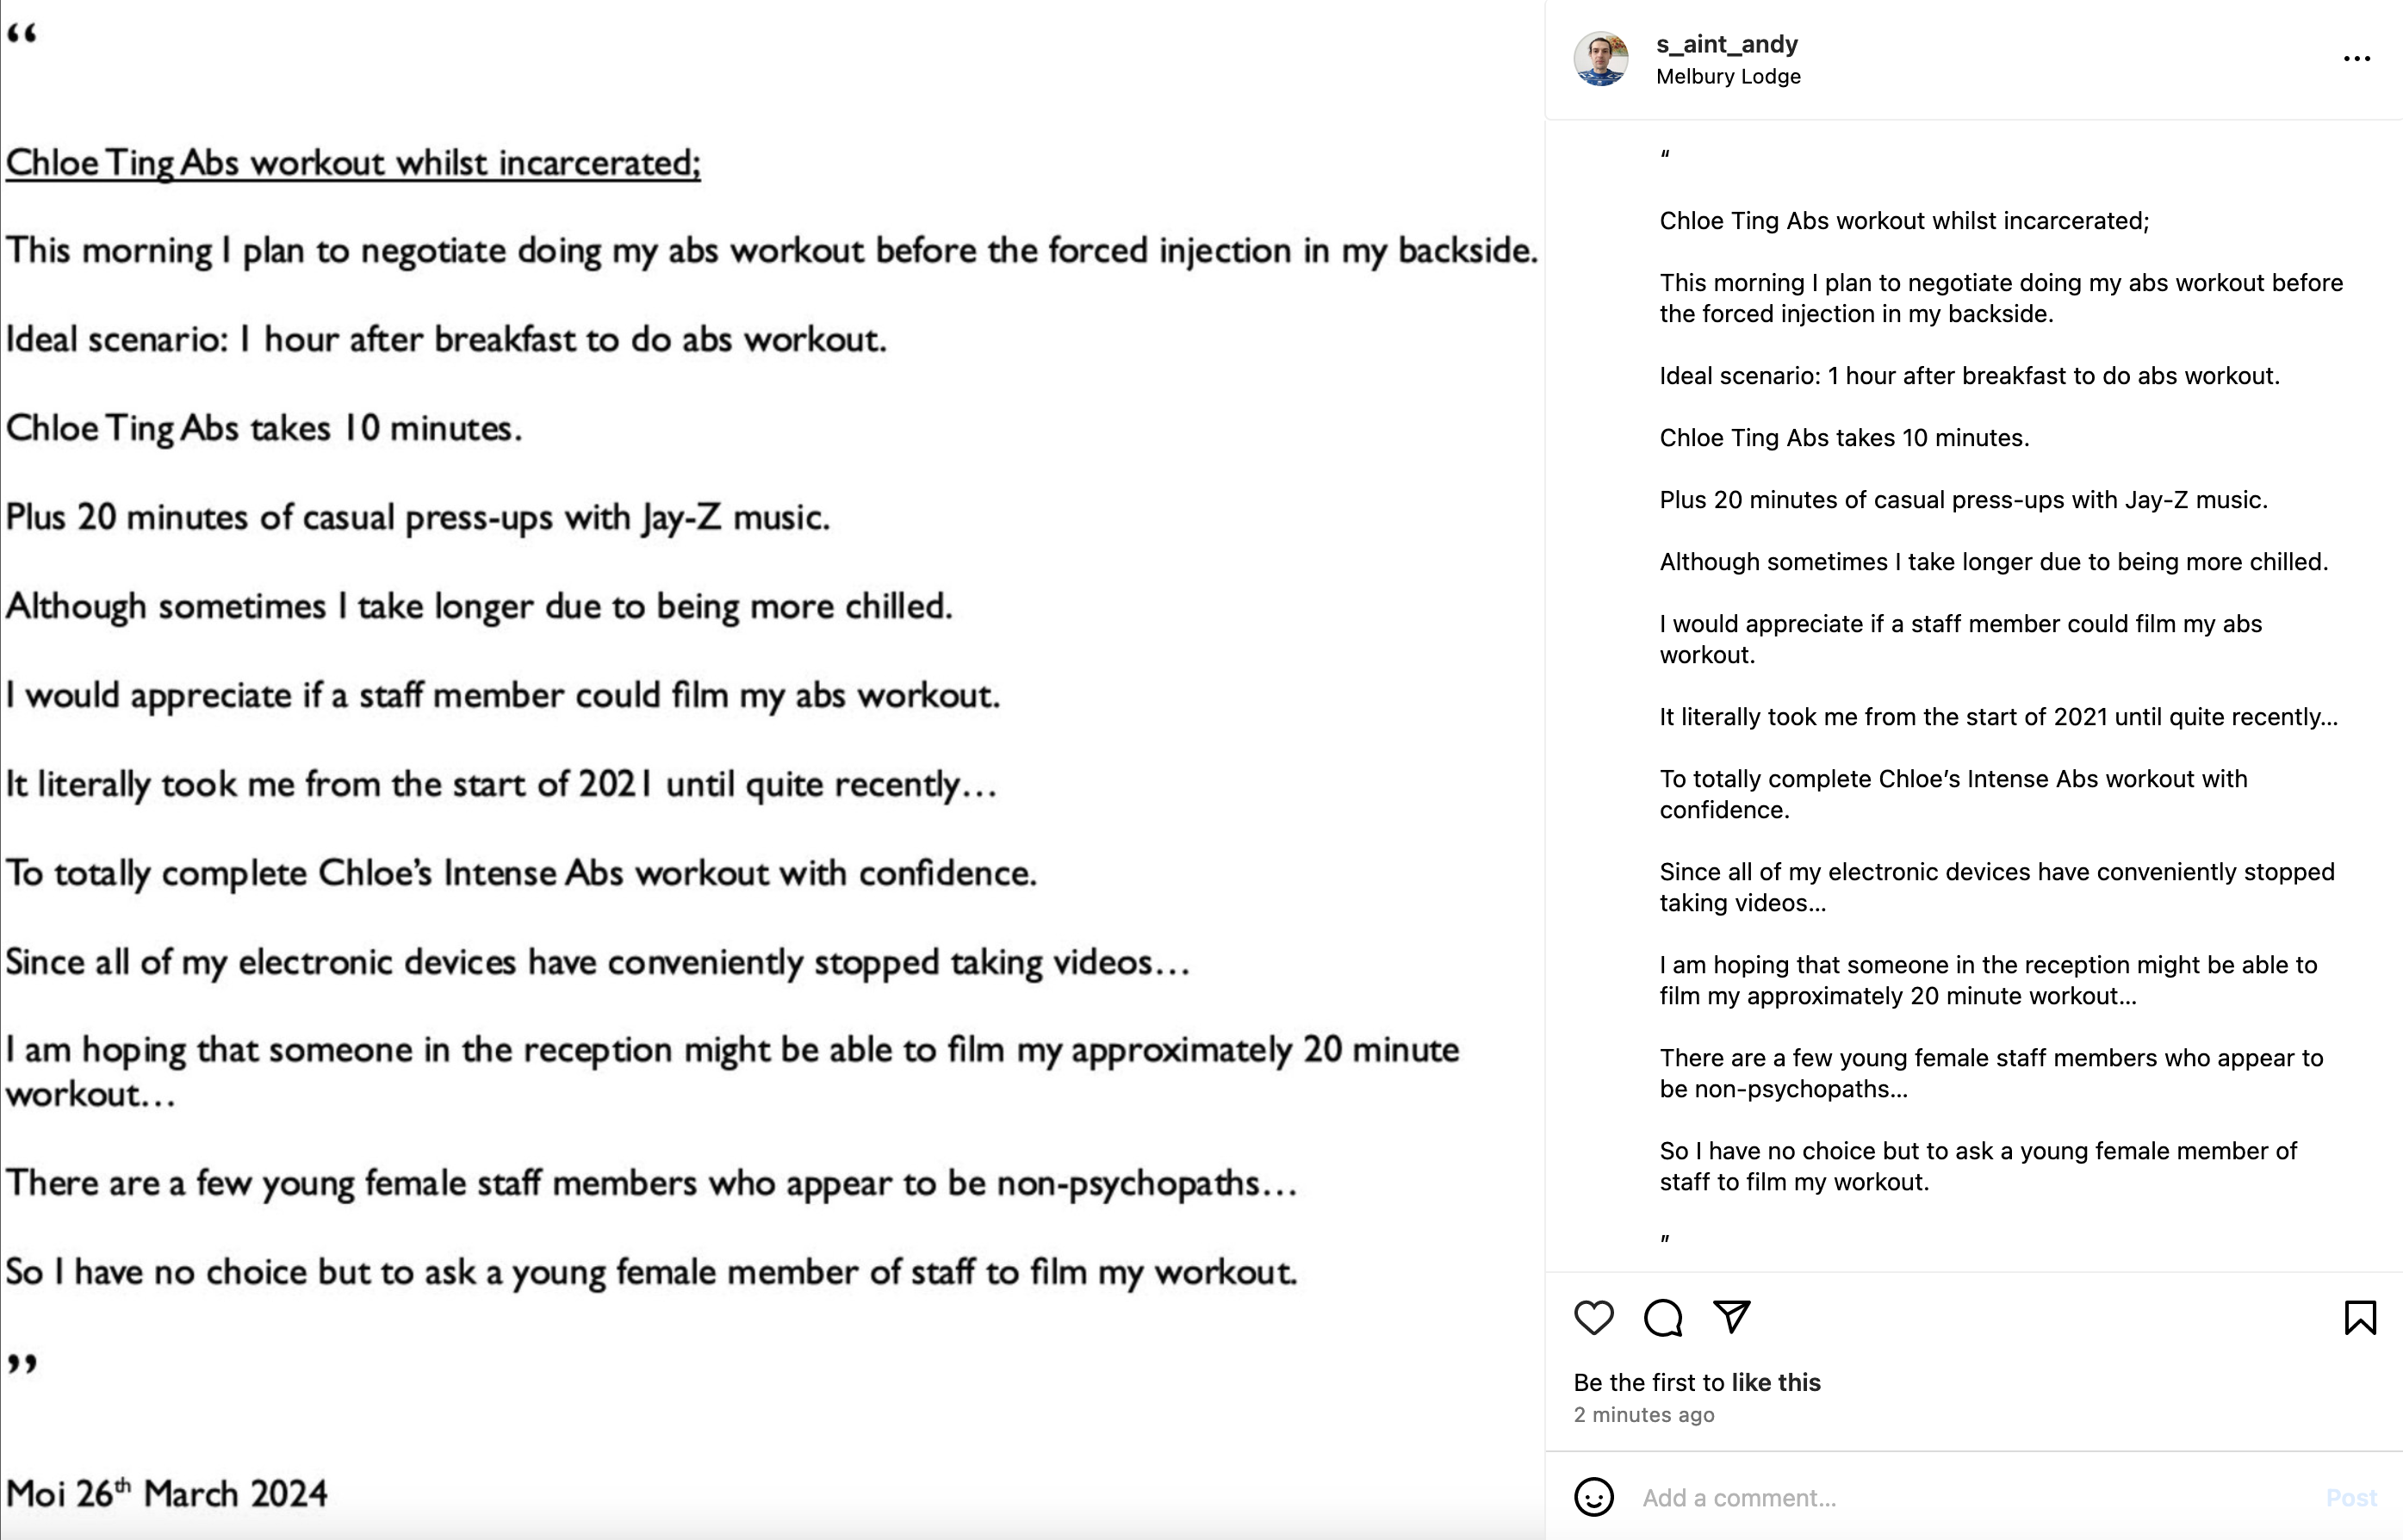 “
Chloe Ting Abs workout whilst incarcerated;
This morning I plan to negotiate doing my abs workout before the forced injection in my backside.
Ideal scenario: 1 hour after breakfast to do abs workout.
Chloe Ting Abs takes 10 minutes.
Plus 20 minutes of casual press-ups with Jay-Z music.
Although sometimes I take longer due to being more chilled.
I would appreciate if a staff member could film my abs workout.
It literally took me from the start of 2021 until quite recently…
To totally complete Chloe’s Intense Abs workout with confidence.
Since all of my electronic devices have conveniently stopped taking videos…
I am hoping that someone in the reception might be able to film my approximately 20 minute
workout…
There are a few young female staff members who appear to be non-psychopaths…
So I have no choice but to ask a young female member of staff to film my workout.
”
Moi 26th March 2024
s_aint_andy
Melbury Lodge
“
Chloe Ting Abs workout whilst incarcerated;
This morning I plan to negotiate doing my abs workout before
the forced injection in my backside.
Ideal scenario: 1 hour after breakfast to do abs workout.
Chloe Ting Abs takes 10 minutes.
Plus 20 minutes of casual press-ups with Jay-Z music.
Although sometimes I take longer due to being more chilled.
I would appreciate if a staff member could film my abs
workout.
It literally took me from the start of 2021 until quite recently…
To totally complete Chloe’s Intense Abs workout with
confidence.
Since all of my electronic devices have conveniently stopped
taking videos…
I am hoping that someone in the reception might be able to
film my approximately 20 minute workout…
There are a few young female staff members who appear to
be non-psychopaths…
So I have no choice but to ask a young female member of
staff to film my workout.
”
Be the first to like this
2 minutes ago
Add a comment…
Post